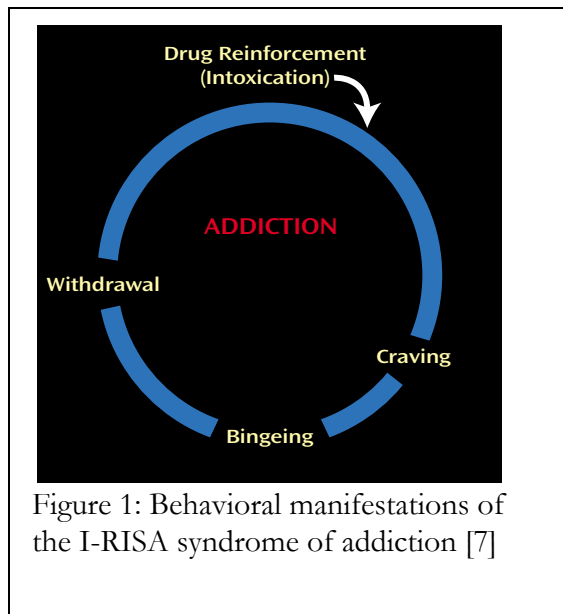 Drug Reinforcement
(Intoxication)
ADDICTION
Withdrawal
Craving
Bingeing
Figure 1: Behavioral manifestations of
the I-RISA syndrome of addiction [7]